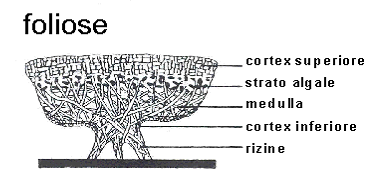 foliose
cortex superiore
strato algale
medulla
cortex inferiore
rizine